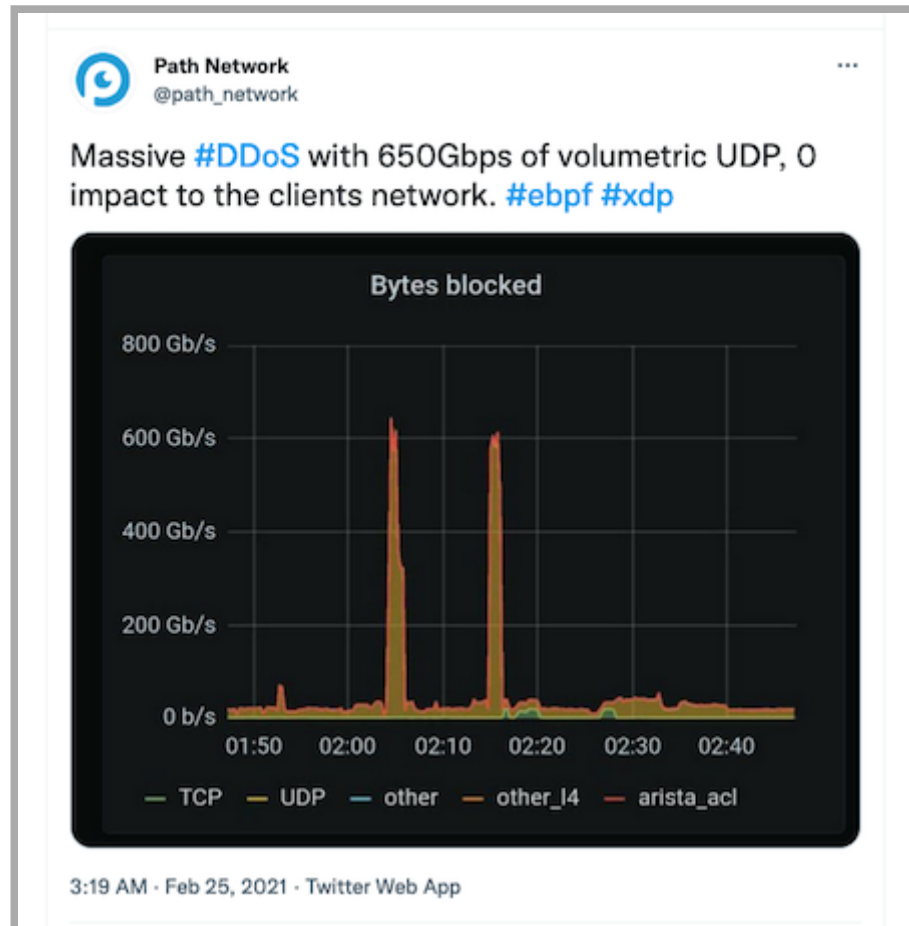 Path Network
@path_network
...
Massive #DDoS with 650Gbps of volumetric UDP, 0
impact to the clients network. #ebpf #xdp
Bytes blocked
800 Gb/s
600 Gb/s
400 Gb/s
200 Gb/s
0 b/s
01:50 02:00 02:10 02:20 02:30 02:40
TCP UDP other other_l4 arista_acl
3:19 AM · Feb 25, 2021 · Twitter Web App